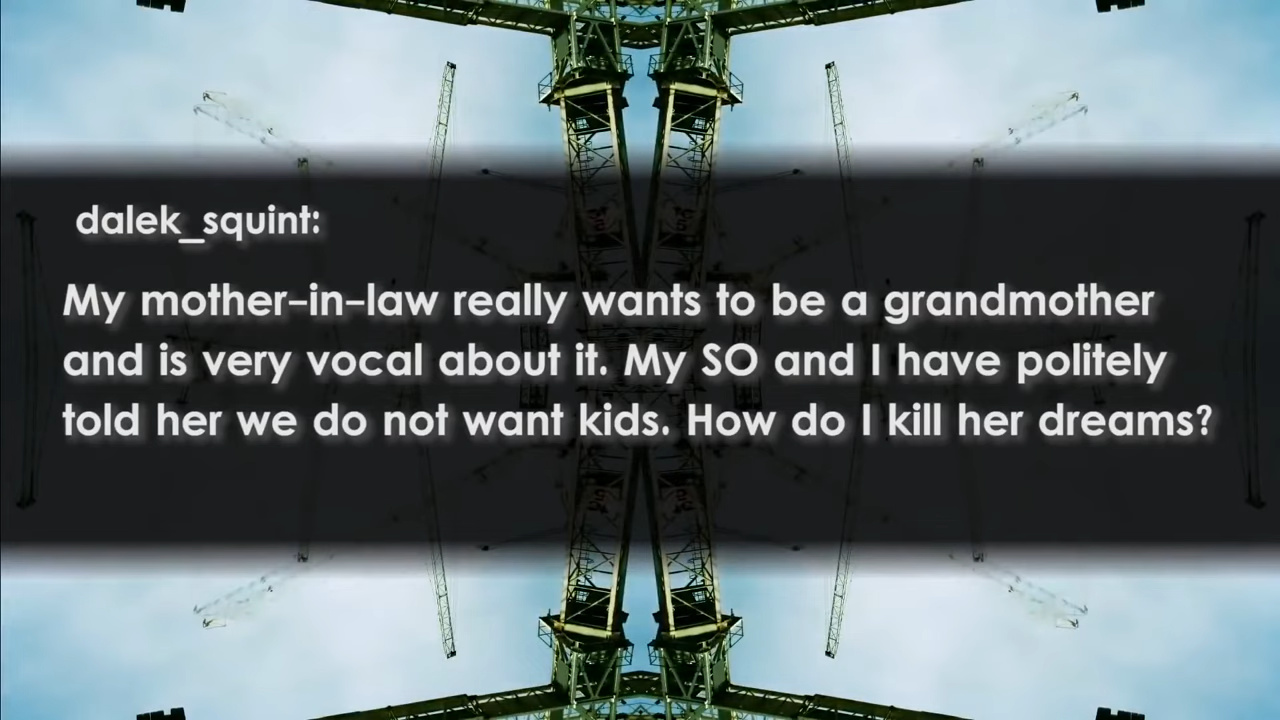 dalek_squint:
My mother-in-law really wants to be a grandmother
and is very vocal about it. My SO and I have politely
told her we do not want kids. How do I kill her dreams?